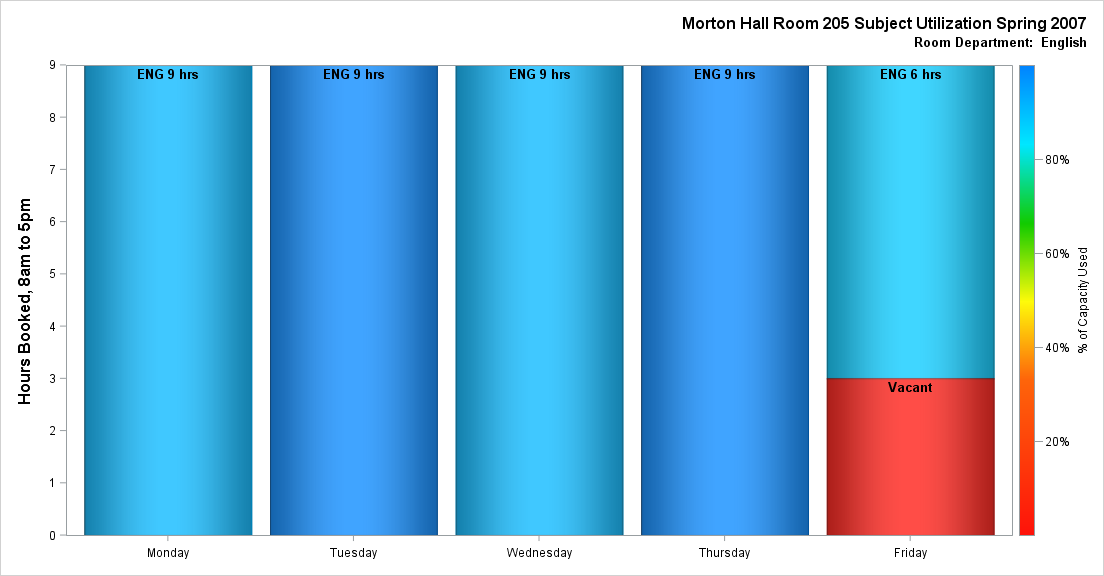 Morton Hall Room 205 Subject Utilization Spring 2007
Room Department: English
Hours Booked, 8am to 5pm
9
8
7
6
5
4
3
2
1
0
ENG 9 hrs
ENG 9 hrs
ENG 9 hrs
ENG 9 hrs
ENG 6 hrs
Vacant
Monday
Tuesday
Wednesday
Thursday
Friday
80%
60%
40%
20%
% of Capacity Used